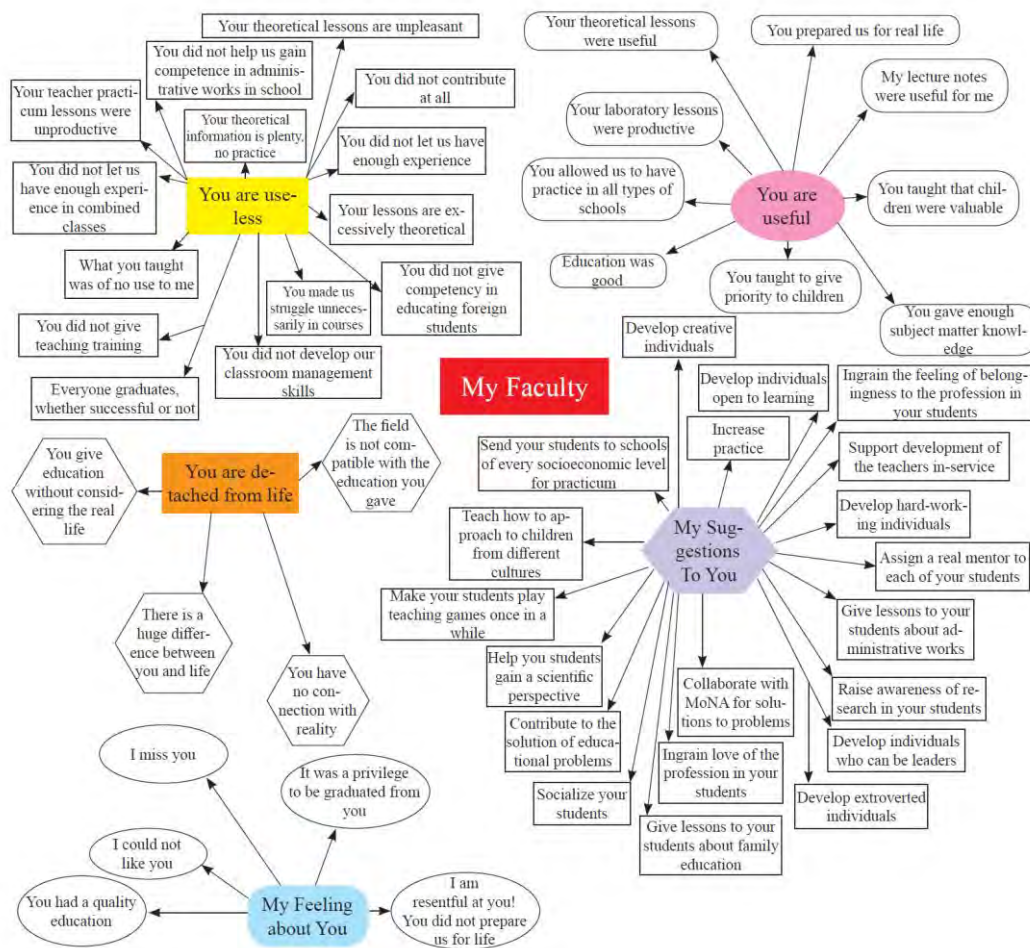 Your theoretical lessons are unpleasant
You did not help us gain
competence in adminis-
trative works in school
You did not contribute
at all
Your teacher practi-
cum lessons were
unproductive
Your theoretical
information is plenty,
no practice
You did not let us have
enough experience
You did not let us
have enough experi-
ence in combined
classes
You are use-
less
Your lessons are ex-
cessively theoretical
What you taught
was of no use to me
You made us
struggle unneces-
sarily in courses
You did not give
competency in
educating foreign
students
You did not give
teaching training
You did not develop our
classroom management
skills
Everyone graduates,
whether successful or not
Your theoretical lessons
were useful
You prepared us for real life
My lecture notes
were useful for me
Your laboratory lessons
were productive
You allowed us to have
practice in all types of
schools
You are
useful
You taught that chil-
dren were valuable
Education was
good
You taught to give
priority to children
You gave enough
subject matter knowl-
edge
My Faculty
You give
education
without consid-
ering the real
life
You are de-
tached from life
The field
is not com-
patible with the
education you
gave
There is a
huge differ-
ence between
you and life
You have
no con-
nection with
reality
Develop creative
individuals
Develop individuals
open to learning
Ingrain the feeling of belong-
ingness to the profession in
your students
Increase
practice
Send your students to schools
of every socioeconomic level
for practicum
Support development of
the teachers in-service
Teach how to ap-
proach to children
from different
cultures
My Sug-
gestions
To You
Develop hard-work-
ing individuals
Assign a real mentor to
each of your students
Make your students play
teaching games once in a
while
Give lessons to your
students about ad-
ministrative works
Help you students
gain a scientific
perspective
Collaborate with
MoNA for solu-
tions to problems
Raise awareness of re-
search in your students
Contribute to the
solution of educa-
tional problems
Ingrain love of the
profession in your
students
Develop individuals
who can be leaders
Socialize your
students
Give lessons to your
students about family
education
Develop extroverted
individuals
I miss you
It was a privilege
to be graduated from
you
I could not
like you
You had a quality
education
My Feeling
about You
I am
resentful at you!
You did not prepare
us for life